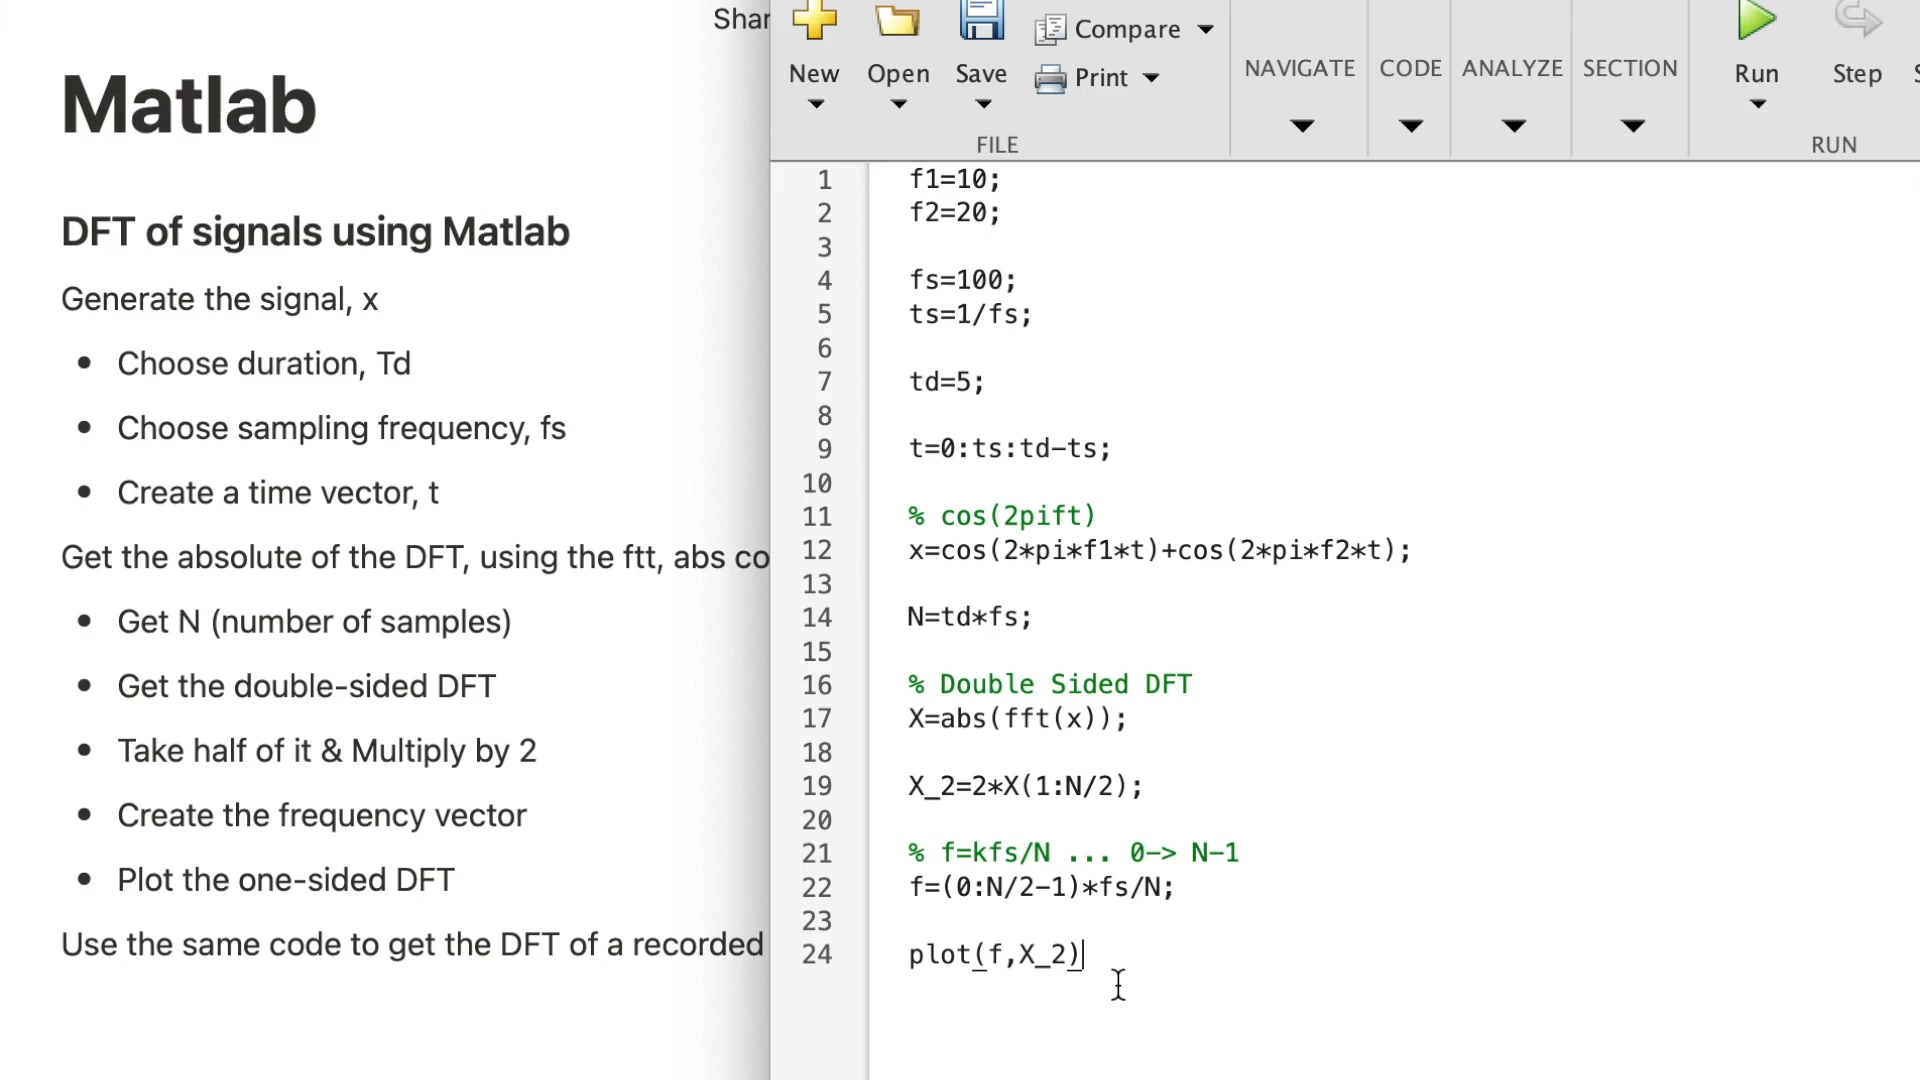 Shar
Matlab
DFT of signals using Matlab
Generate the signal, x
• Choose duration, Td
• Choose sampling frequency, fs
• Create a time vector, t
Get the absolute of the DFT, using the ftt, abs co
• Get N (number of samples)
• Get the double-sided DFT
• Take half of it & Multiply by 2
• Create the frequency vector
• Plot the one-sided DFT
Use the same code to get the DFT of a recorded
New
Open
Save
Compare
Print
FILE
NAVIGATE
CODE
ANALYZE
SECTION
Run
Step
S
RUN
1 f1=10;
2 f2=20;
3
4 fs=100;
5 ts=1/fs;
6
7 td=5;
8
9 t=0:ts:td-ts;
10
11 % cos(2pift)
12 x=cos(2*pi*f1*t)+cos(2*pi*f2*t);
13
14 N=td*fs;
15
16 % Double Sided DFT
17 X=abs(fft(x));
18
19 X_2=2*X(1:N/2);
20
21 % f=kfs/N ... 0-> N-1
22 f=(0:N/2-1)*fs/N;
23
24 plot(f,X_2)